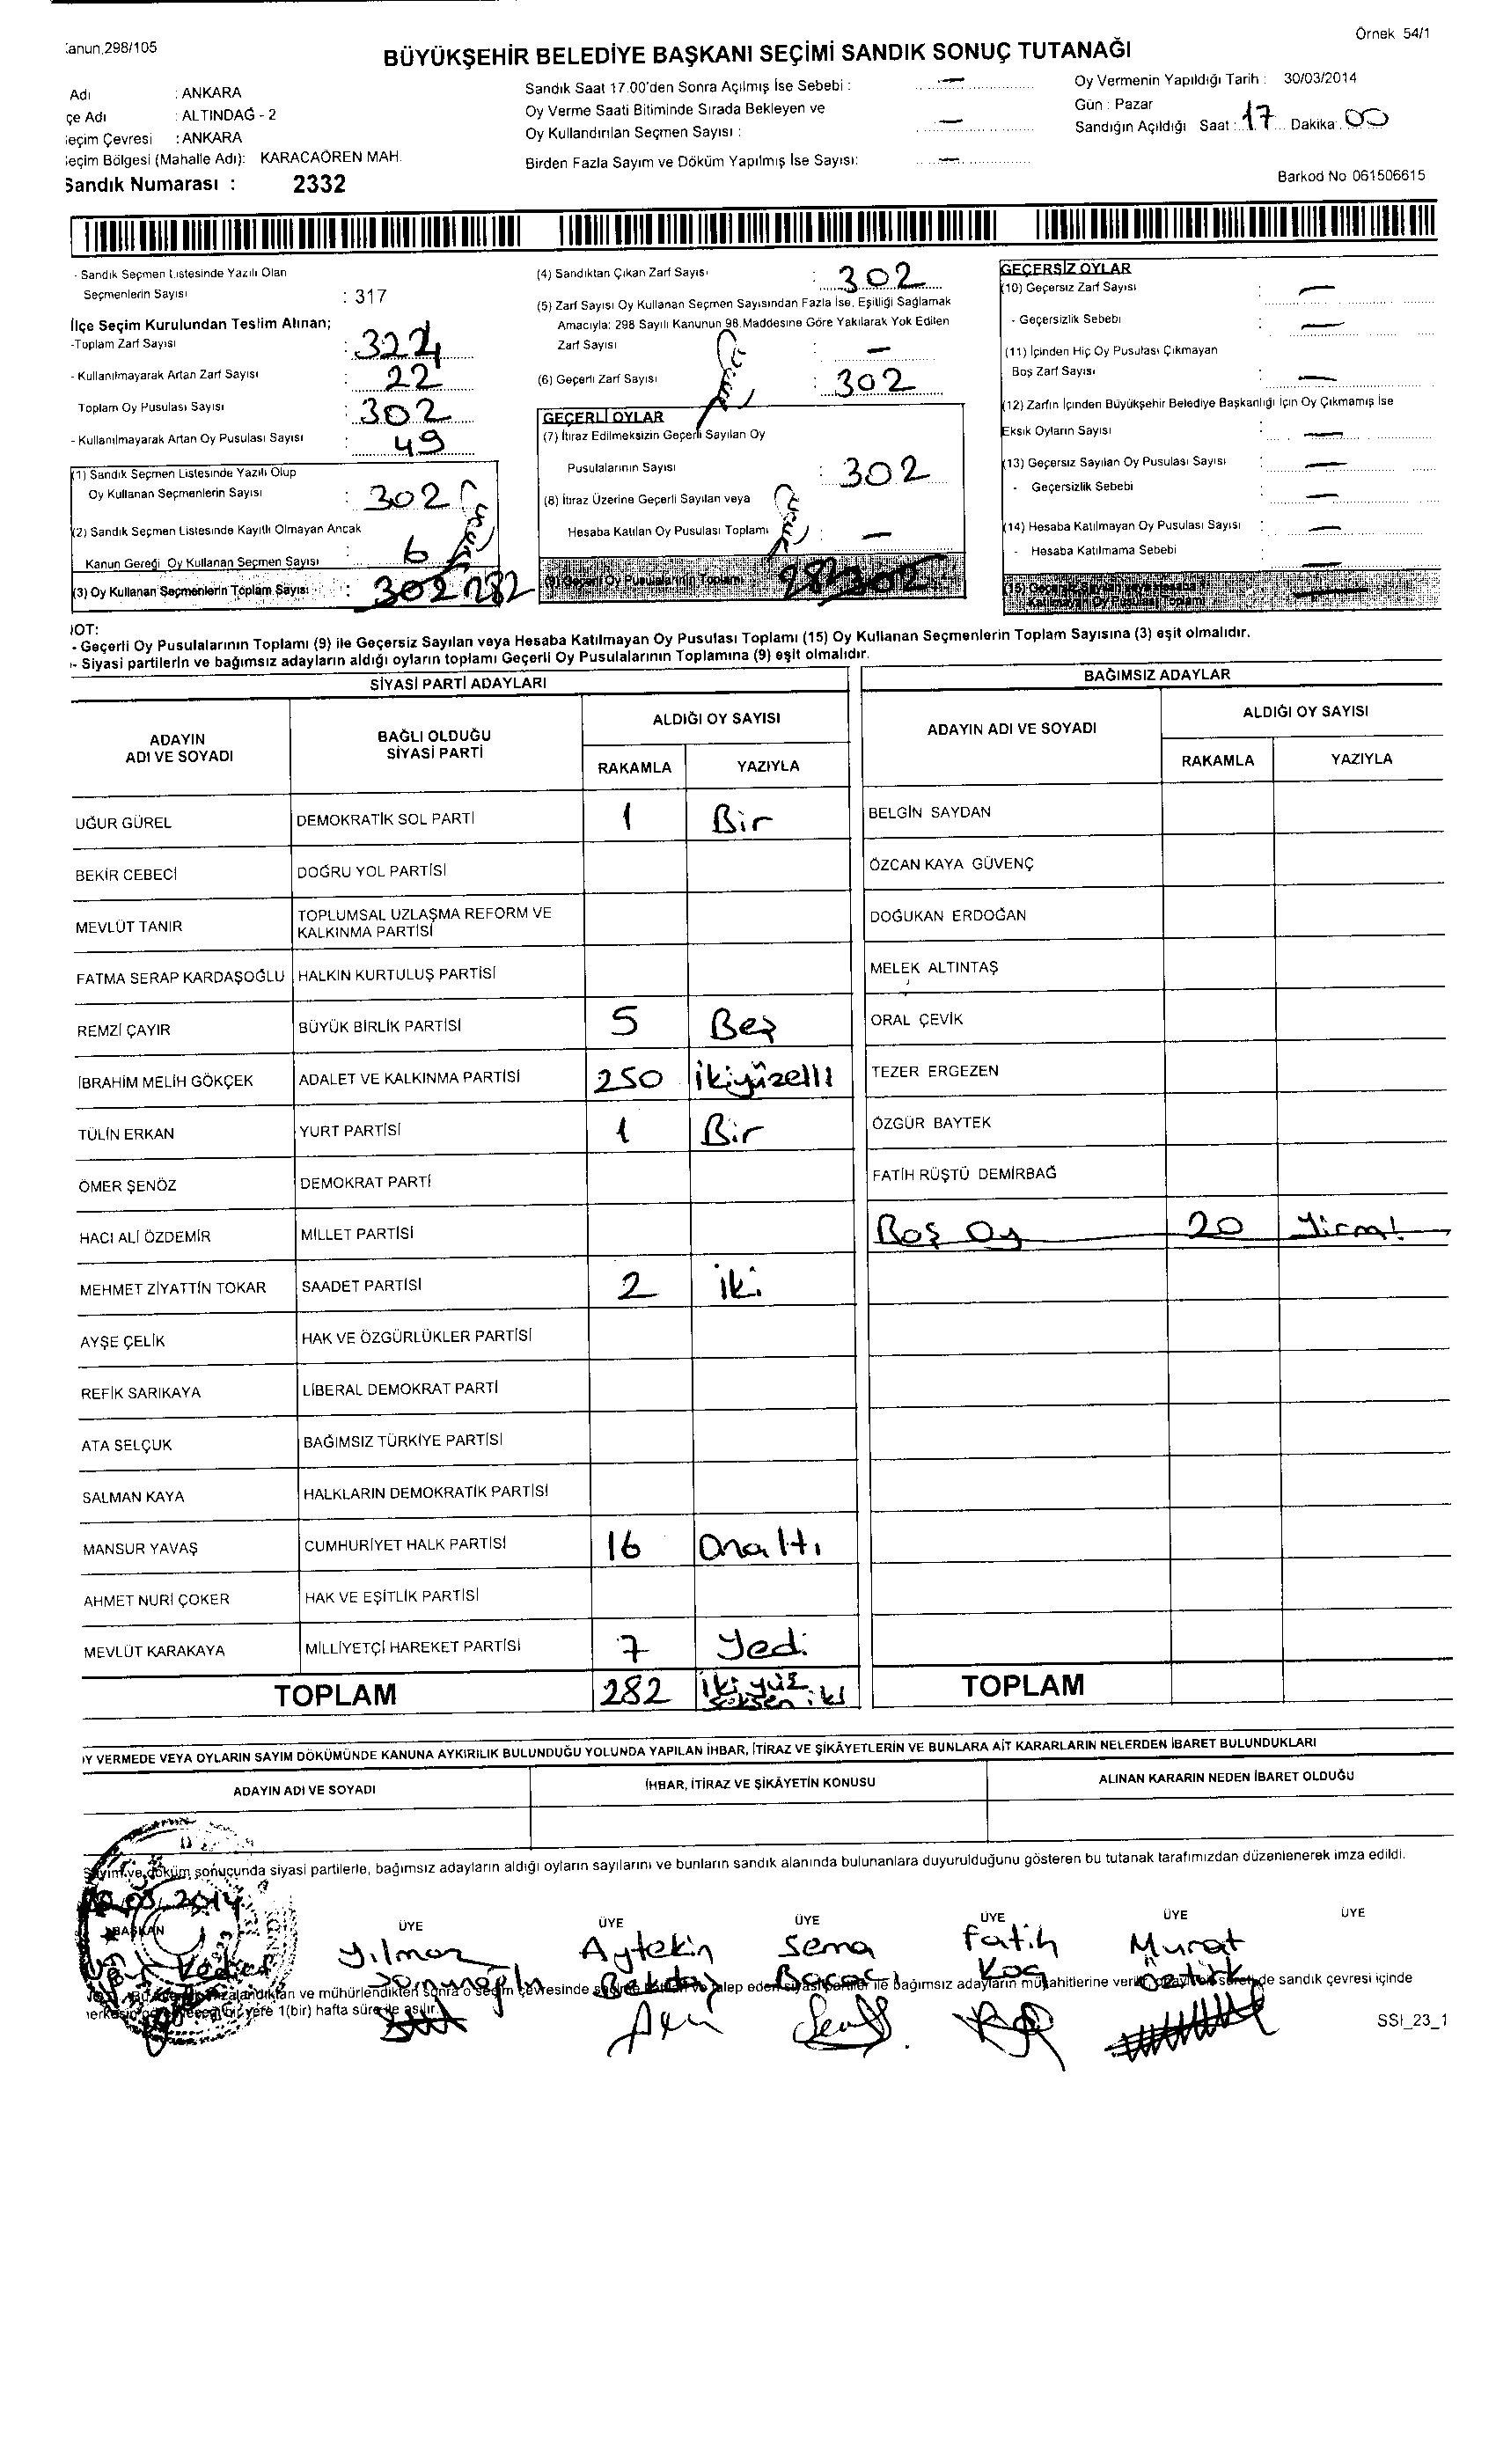 anun,298/105
Örnek 54/1
BÜYÜKŞEHİR BELEDİYE BAŞKANI SEÇİMİ SANDIK SONUÇ TUTANAĞI
Adı : ANKARA
çe Adı : ALTINDAĞ - 2
eçim Çevresi : ANKARA
eçim Bölgesi (Mahalle Adı): KARACAÖREN MAH.
Sandık Numarası : 2332
Sandık Saat 17.00'den Sonra Açılmış İse Sebebi : —
Oy Verme Saati Bitiminde Sırada Bekleyen ve
Oy Kullandırılan Seçmen Sayısı : —
Birden Fazla Sayım ve Döküm Yapılmış İse Sayısı: —
Oy Vermenin Yapıldığı Tarih : 30/03/2014
Gün : Pazar
Sandığın Açıldığı Saat : 17 Dakika : 00
Barkod No 061506615
- Sandık Seçmen Listesinde Yazılı Olan
Seçmenlerin Sayısı : 317
İlçe Seçim Kurulundan Teslim Alınan;
-Toplam Zarf Sayısı : 324
- Kullanılmayarak Artan Zarf Sayısı : 22
Toplam Oy Pusulası Sayısı : 302
- Kullanılmayarak Artan Oy Pusulası Sayısı : 49
(1) Sandık Seçmen Listesinde Yazılı Olup
Oy Kullanan Seçmenlerin Sayısı : 302
(2) Sandık Seçmen Listesinde Kayıtlı Olmayan Ancak
Kanun Gereği Oy Kullanan Seçmen Sayısı : 6
(3) Oy Kullanan Seçmenlerin Toplam Sayısı : 302 282
(4) Sandıktan Çıkan Zarf Sayısı : 302
(5) Zarf Sayısı Oy Kullanan Seçmen Sayısından Fazla İse, Eşitliği Sağlamak
Amacıyla: 298 Sayılı Kanunun 98.Maddesine Göre Yakılarak Yok Edilen
Zarf Sayısı : —
(6) Geçerli Zarf Sayısı : 302
GEÇERLİ OYLAR
(7) İtiraz Edilmeksizin Geçerli Sayılan Oy
Pusulalarının Sayısı : 302
(8) İtiraz Üzerine Geçerli Sayılan veya
Hesaba Katılan Oy Pusulası Toplamı : —
(9) Geçerli Oy Pusulalarının Toplamı 282 302
GEÇERSİZ OYLAR
(10) Geçersiz Zarf Sayısı : —
- Geçersizlik Sebebi : —
(11) İçinden Hiç Oy Pusulası Çıkmayan
Boş Zarf Sayısı : —
(12) Zarfın İçinden Büyükşehir Belediye Başkanlığı İçin Oy Çıkmamış İse
Eksik Oyların Sayısı : —
(13) Geçersiz Sayılan Oy Pusulası Sayısı : —
- Geçersizlik Sebebi : —
(14) Hesaba Katılmayan Oy Pusulası Sayısı : —
- Hesaba Katılmama Sebebi : —
(15) Geçersiz Sayılan veya Hesaba
Katılmayan Oy Pusulası Toplamı —
NOT:
- Geçerli Oy Pusulalarının Toplamı (9) ile Geçersiz Sayılan veya Hesaba Katılmayan Oy Pusulası Toplamı (15) Oy Kullanan Seçmenlerin Toplam Sayısına (3) eşit olmalıdır.
- Siyasi partilerin ve bağımsız adayların aldığı oyların toplamı Geçerli Oy Pusulalarının Toplamına (9) eşit olmalıdır.
SİYASİ PARTİ ADAYLARI
ADAYIN ADI VE SOYADI BAĞLI OLDUĞU SİYASİ PARTİ ALDIĞI OY SAYISI
RAKAMLA YAZIYLA
UĞUR GÜREL DEMOKRATİK SOL PARTİ 1 Bir
BEKİR CEBECİ DOĞRU YOL PARTİSİ
MEVLÜT TANIR TOPLUMSAL UZLAŞMA REFORM VE KALKINMA PARTİSİ
FATMA SERAP KARDAŞOĞLU HALKIN KURTULUŞ PARTİSİ
REMZİ ÇAYIR BÜYÜK BİRLİK PARTİSİ 5 Beş
İBRAHİM MELİH GÖKÇEK ADALET VE KALKINMA PARTİSİ 250 ikiyüzelli
TÜLİN ERKAN YURT PARTİSİ 1 Bir
ÖMER ŞENÖZ DEMOKRAT PARTİ
HACI ALİ ÖZDEMİR MİLLET PARTİSİ
MEHMET ZİYATTİN TOKAR SAADET PARTİSİ 2 iki
AYŞE ÇELİK HAK VE ÖZGÜRLÜKLER PARTİSİ
REFİK SARIKAYA LİBERAL DEMOKRAT PARTİ
ATA SELÇUK BAĞIMSIZ TÜRKİYE PARTİSİ
SALMAN KAYA HALKLARIN DEMOKRATİK PARTİSİ
MANSUR YAVAŞ CUMHURİYET HALK PARTİSİ 16 Onaltı
AHMET NURİ ÇOKER HAK VE EŞİTLİK PARTİSİ
MEVLÜT KARAKAYA MİLLİYETÇİ HAREKET PARTİSİ 7 Yedi
TOPLAM 282 ikiyüz seksen iki
BAĞIMSIZ ADAYLAR
ADAYIN ADI VE SOYADI ALDIĞI OY SAYISI
RAKAMLA YAZIYLA
BELGİN SAYDAN
ÖZCAN KAYA GÜVENÇ
DOĞUKAN ERDOĞAN
MELEK ALTINTAŞ
ORAL ÇEVİK
TEZER ERGEZEN
ÖZGÜR BAYTEK
FATİH RÜŞTÜ DEMİRBAĞ
Boş Oy 20 Yirmi
TOPLAM
OY VERMEDE VEYA OYLARIN SAYIM DÖKÜMÜNDE KANUNA AYKIRILIK BULUNDUĞU YOLUNDA YAPILAN İHBAR, İTİRAZ VE ŞİKÂYETLERİN VE BUNLARA AİT KARARLARIN NELERDEN İBARET BULUNDUKLARI
ADAYIN ADI VE SOYADI İHBAR, İTİRAZ VE ŞİKÂYETİN KONUSU ALINAN KARARIN NEDEN İBARET OLDUĞU
Sayım ve döküm sonucunda siyasi partilerle, bağımsız adayların aldığı oyların sayılarını ve bunların sandık alanında bulunanlara duyurulduğunu gösteren bu tutanak tarafımızdan düzenlenerek imza edildi.
03.2014
BAŞKAN ÜYE ÜYE ÜYE ÜYE ÜYE ÜYE
Yılmaz Aytekin Sema Fatih Murat
Koç Öztürk
imzalandıktan ve mühürlendikten sonra o seçim çevresinde talep eden siyasi partiler ile bağımsız adayların müşahitlerine verilir, sandık çevresi içinde
yere 1(bir) hafta süre ile asılır.
SSI_23_1